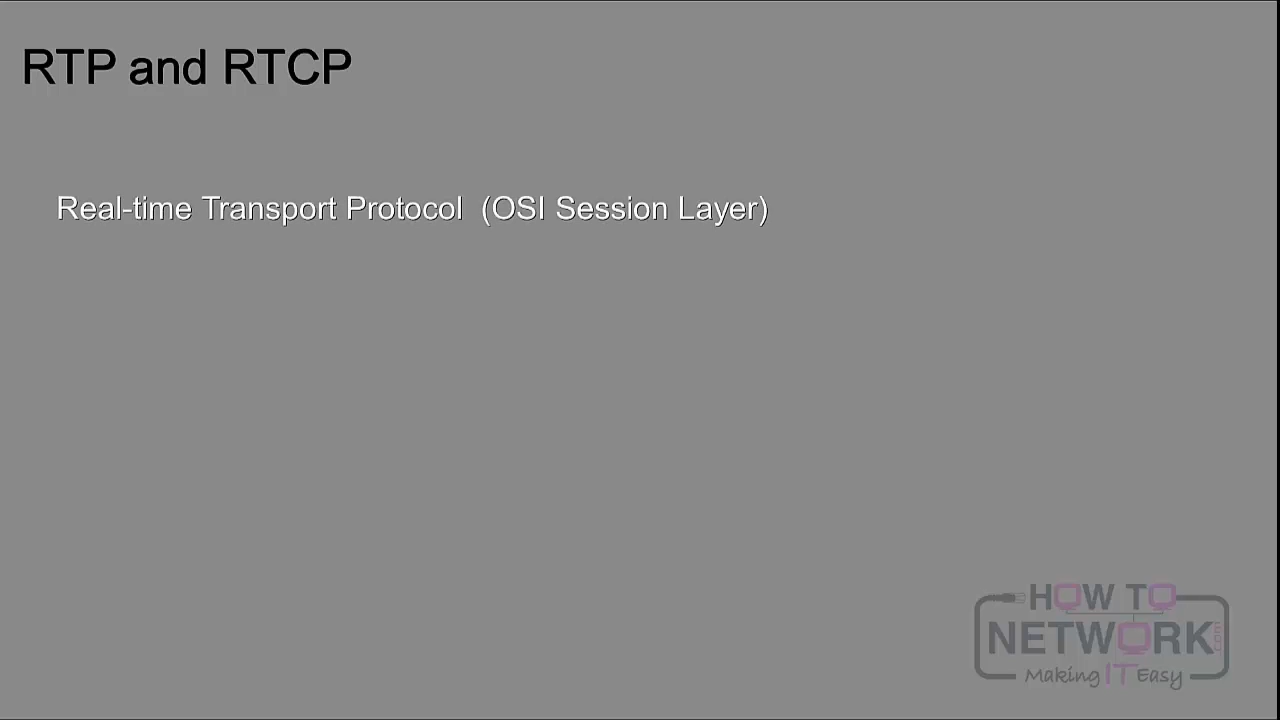 RTP and RTCP
Real-time Transport Protocol (OSI Session Layer)
HOW TO
NETWORK.com
Making IT Easy